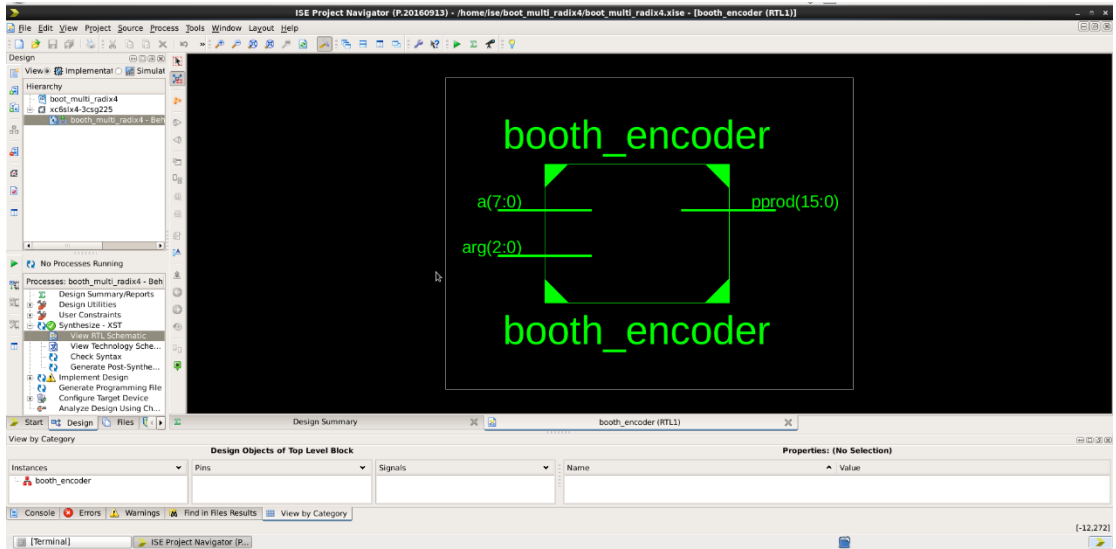 ISE Project Navigator (P.20160913) - /home/ise/boot_multi_radix4/boot_multi_radix4.xise - [booth_encoder (RTL1)]
File Edit View Project Source Process Tools Window Layout Help
Design
View Implementat Simulat
Hierarchy
boot_multi_radix4
xc6slx4-3csg225
booth_multi_radix4 - Beh
No Processes Running
Processes: booth_multi_radix4 - Beh
Design Summary/Reports
Design Utilities
User Constraints
Synthesize - XST
View RTL Schematic
View Technology Sche...
Check Syntax
Generate Post-Synthe...
Implement Design
Generate Programming File
Configure Target Device
Analyze Design Using Ch...
booth_encoder
a(7:0)
pprod(15:0)
arg(2:0)
booth_encoder
Start Design Files
Design Summary
booth_encoder (RTL1)
View by Category
Design Objects of Top Level Block
Properties: (No Selection)
Instances Pins Signals Name Value
booth_encoder
Console Errors Warnings Find in Files Results View by Category
[-12,272]
[Terminal] ISE Project Navigator (P...